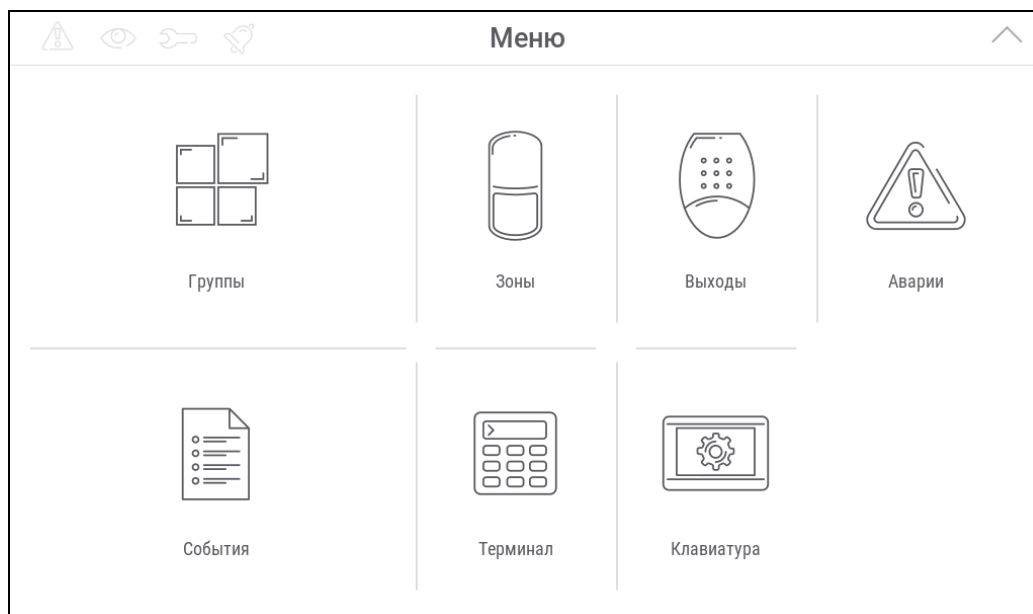 Меню
Группы
Зоны
Выходы
Аварии
События
Терминал
Клавиатура